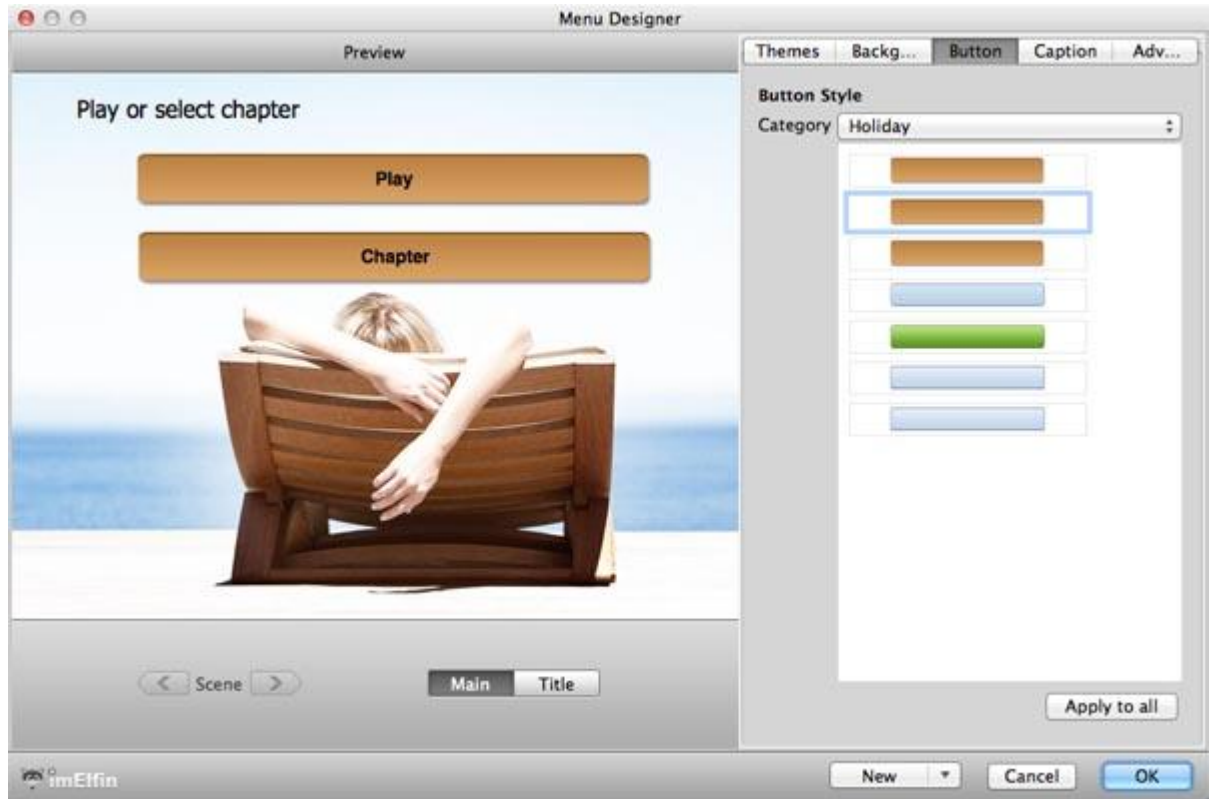 Menu Designer
Preview
Themes Backg... Button Caption Adv...
Play or select chapter
Button Style
Category Holiday
Play
Chapter
< Scene >
Main Title
Apply to all
imElfin
New Cancel OK